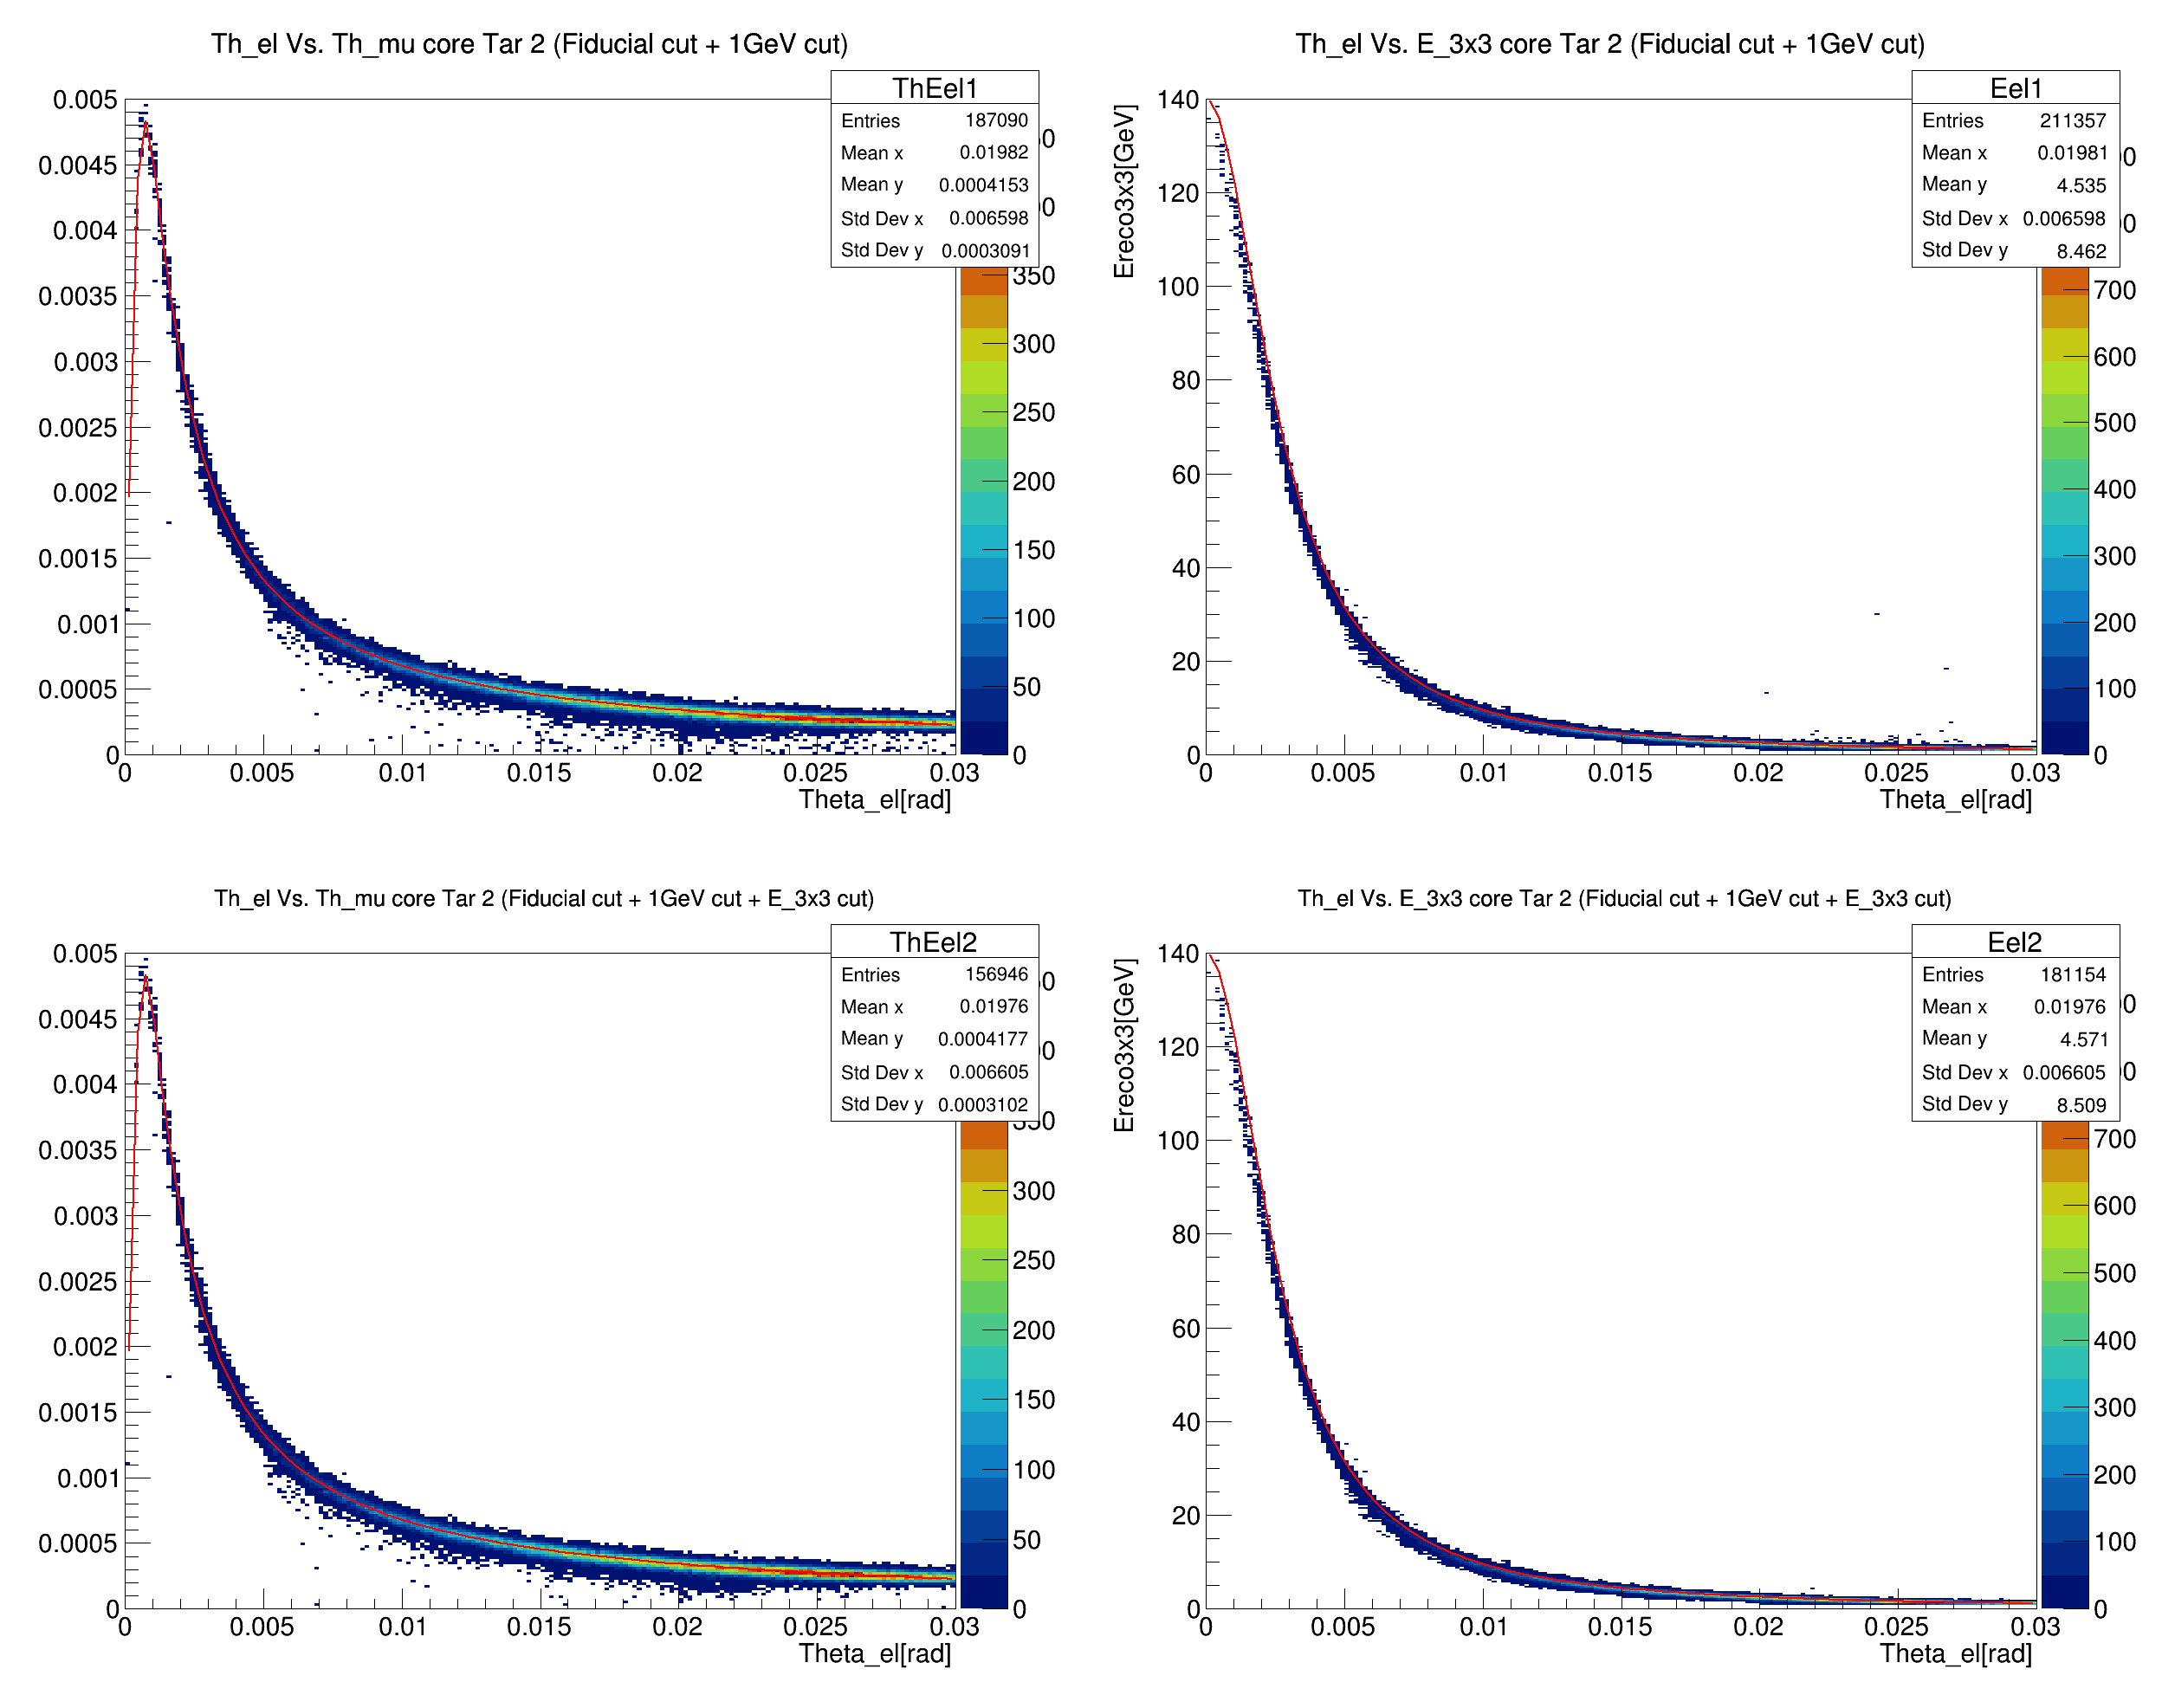 Th_el Vs. Th_mu core Tar 2 (Fiducial cut + 1GeV cut)
ThEel1
Entries 187090
Mean x 0.01982
Mean y 0.0004153
Std Dev x 0.006598
Std Dev y 0.0003091
0.005
0.0045
0.004
0.0035
0.003
0.0025
0.002
0.0015
0.001
0.0005
0
0 0.005 0.01 0.015 0.02 0.025 0.03
Theta_el[rad]
350
300
250
200
150
100
50
0
Th_el Vs. E_3x3 core Tar 2 (Fiducial cut + 1GeV cut)
Eel1
Entries 211357
Mean x 0.01981
Mean y 4.535
Std Dev x 0.006598
Std Dev y 8.462
Ereco3x3[GeV]
140
120
100
80
60
40
20
0
0 0.005 0.01 0.015 0.02 0.025 0.03
Theta_el[rad]
700
600
500
400
300
200
100
0
Th_el Vs. Th_mu core Tar 2 (Fiducial cut + 1GeV cut + E_3x3 cut)
ThEel2
Entries 156946
Mean x 0.01976
Mean y 0.0004177
Std Dev x 0.006605
Std Dev y 0.0003102
0.005
0.0045
0.004
0.0035
0.003
0.0025
0.002
0.0015
0.001
0.0005
0
0 0.005 0.01 0.015 0.02 0.025 0.03
Theta_el[rad]
350
300
250
200
150
100
50
0
Th_el Vs. E_3x3 core Tar 2 (Fiducial cut + 1GeV cut + E_3x3 cut)
Eel2
Entries 181154
Mean x 0.01976
Mean y 4.571
Std Dev x 0.006605
Std Dev y 8.509
Ereco3x3[GeV]
140
120
100
80
60
40
20
0
0 0.005 0.01 0.015 0.02 0.025 0.03
Theta_el[rad]
700
600
500
400
300
200
100
0